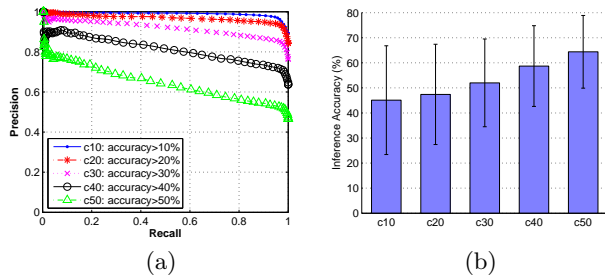 1
0.8
0.6
0.4
0.2
0
Precision
0
0.2
0.4
0.6
0.8
1
Recall
c10: accuracy>10%
c20: accuracy>20%
c30: accuracy>30%
c40: accuracy>40%
c50: accuracy>50%
(a)
80
70
60
50
40
30
20
10
0
Inference Accuracy (%)
c10
c20
c30
c40
c50
(b)